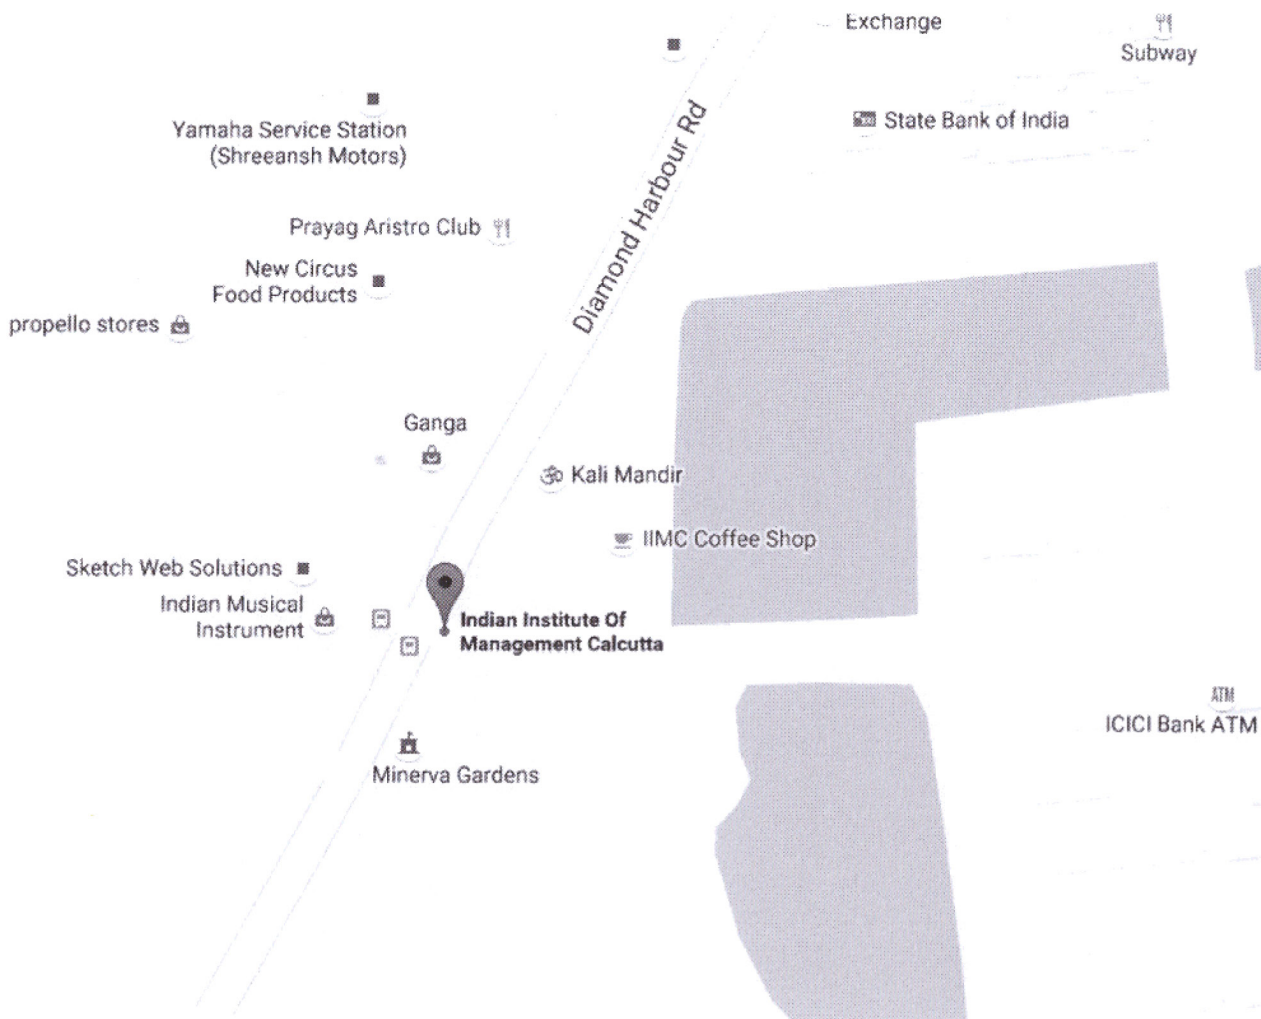 Exchange
Subway
Yamaha Service Station
(Shreeansh Motors)
State Bank of India
Diamond Harbour Rd
Prayag Aristro Club
New Circus
Food Products
propello stores
Ganga
ॐ Kali Mandir
IIMC Coffee Shop
Sketch Web Solutions
Indian Musical
Instrument
Indian Institute Of
Management Calcutta
ATM
ICICI Bank ATM
Minerva Gardens